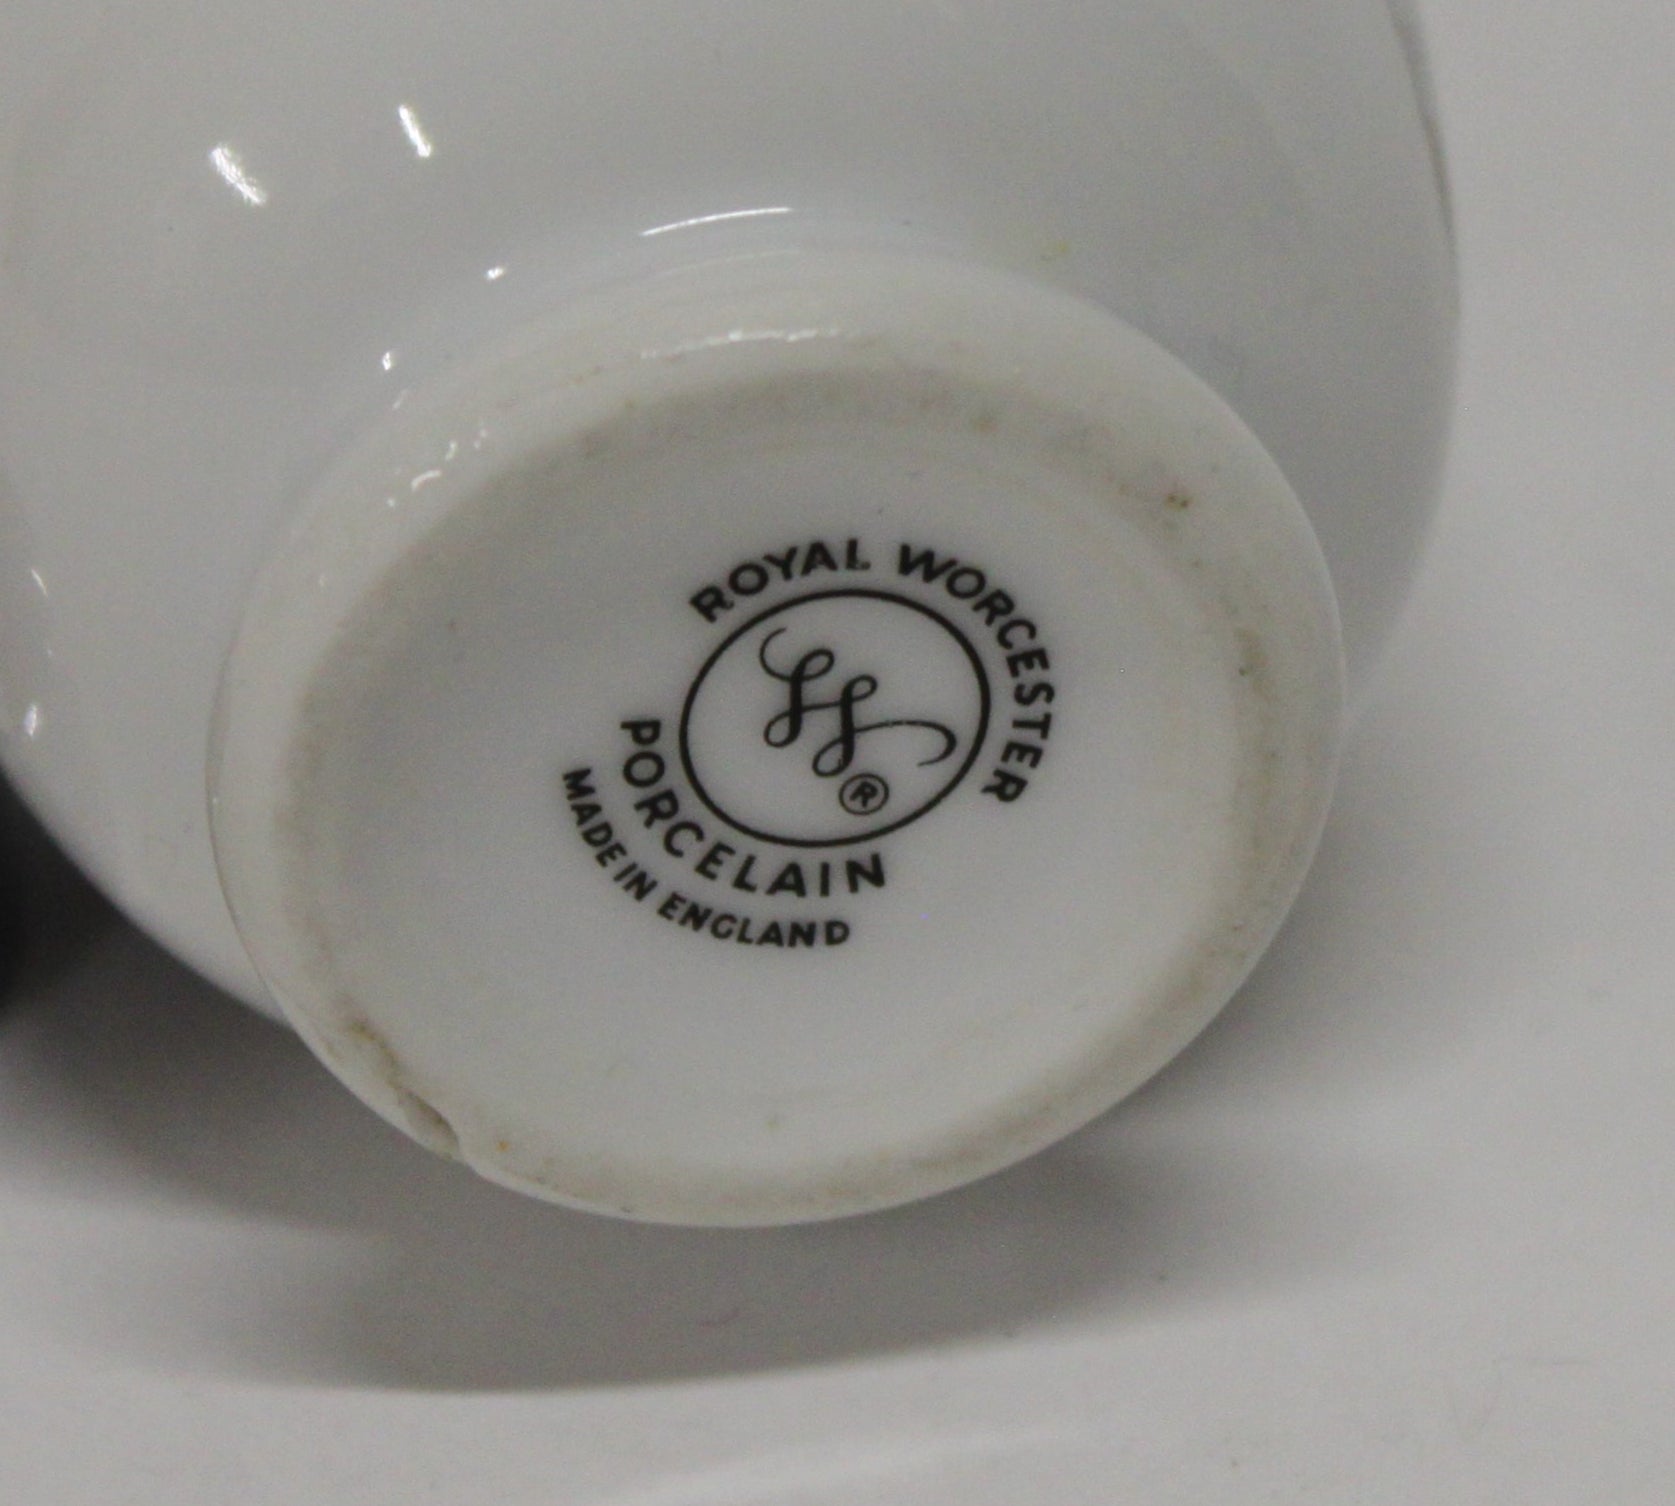 ROYAL WORCESTER
W
®
PORCELAIN
MADE IN ENGLAND